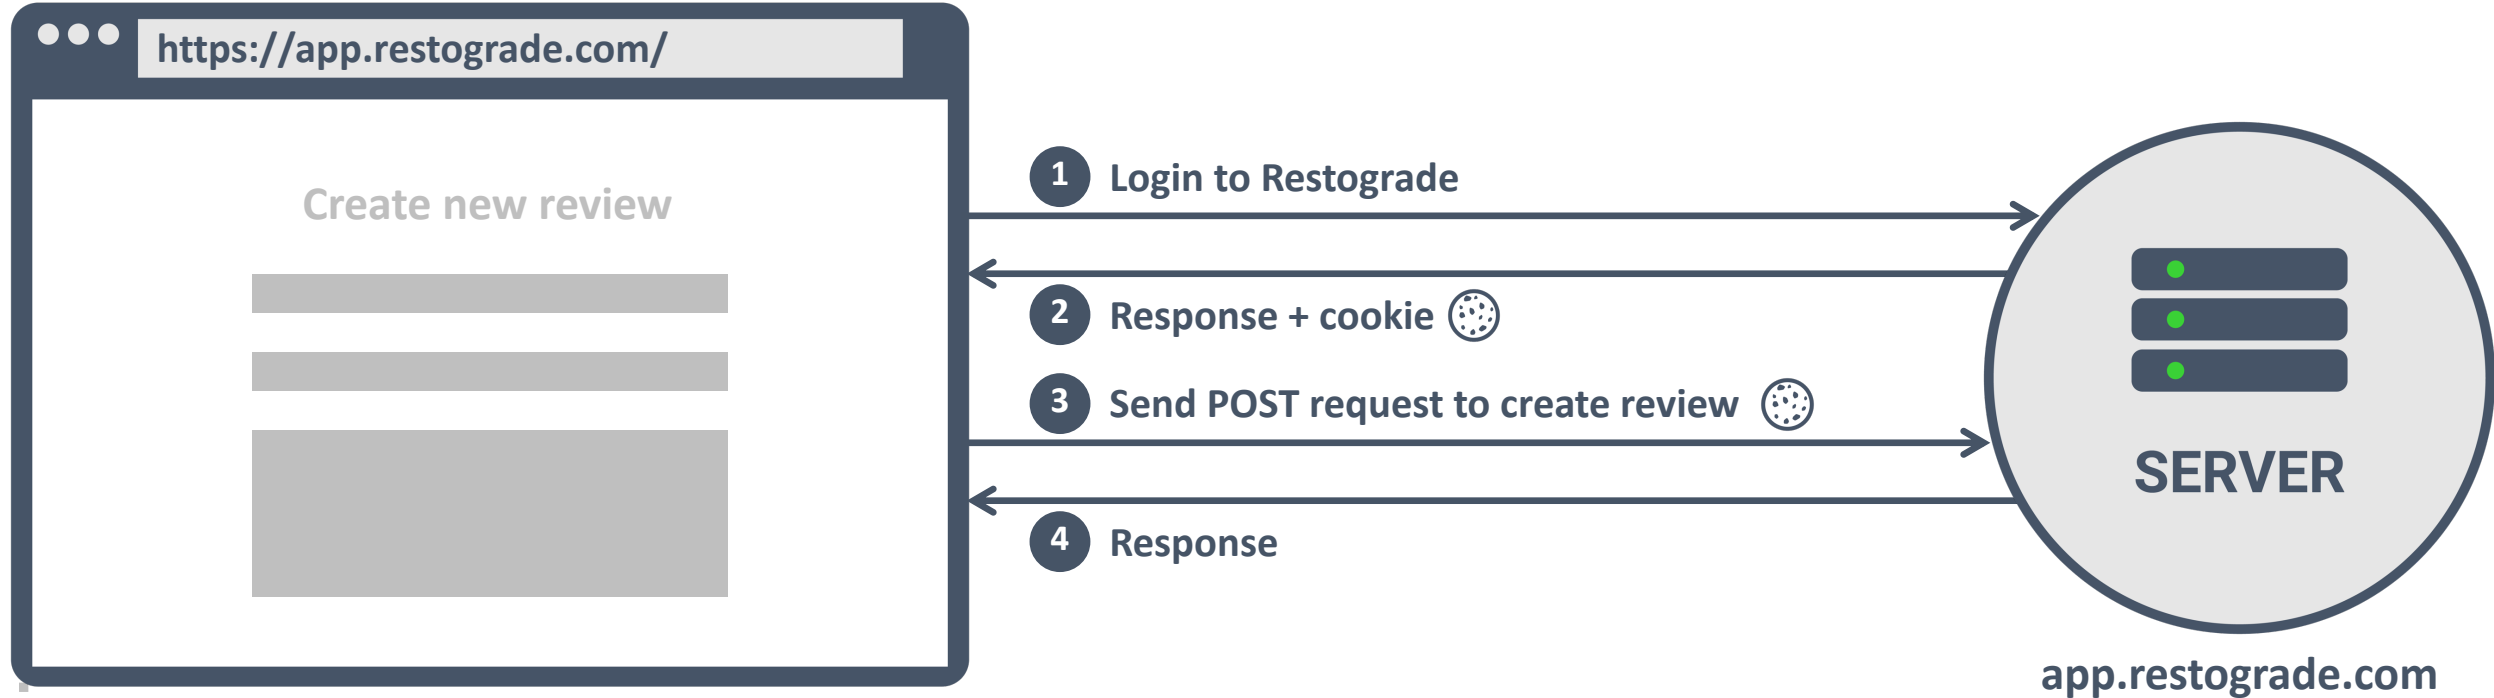 https://app.restograde.com/
Create new review
1 Login to Restograde
2 Response + cookie
3 Send POST request to create review
4 Response
SERVER
app.restograde.com